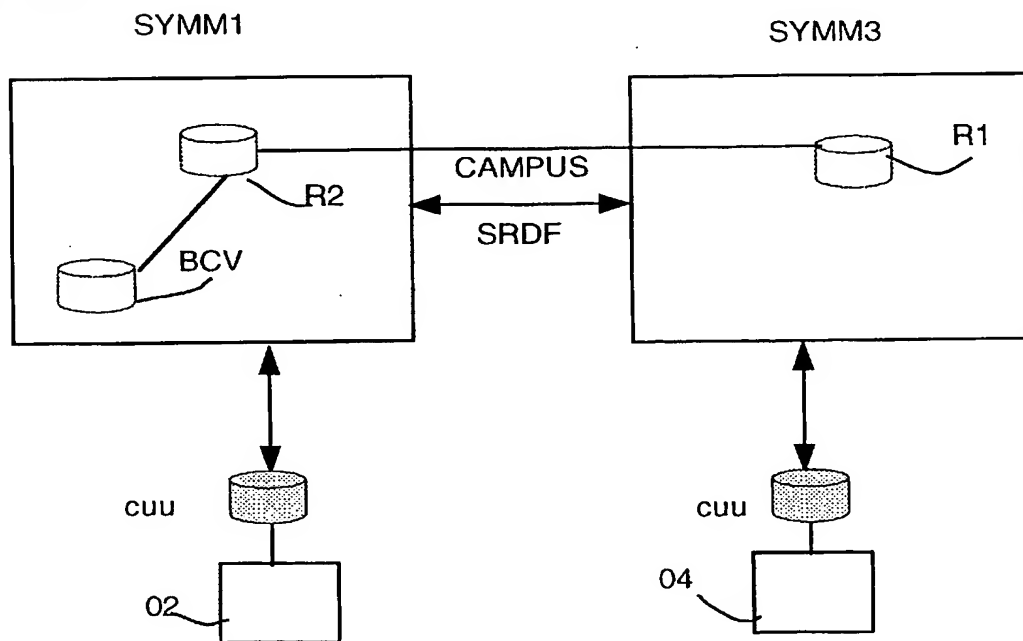 SYMM1
SYMM3
R1
CAMPUS
R2
SRDF
BCV
cuu
cuu
02
04